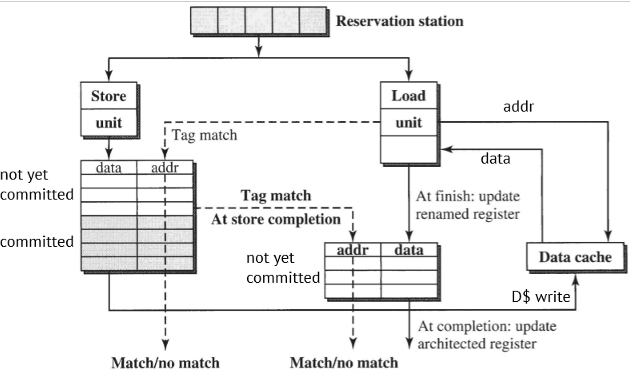 Reservation station
Store
unit
Load
unit
addr
Tag match
data
data addr
not yet
committed
Tag match
At store completion
At finish: update
renamed register
committed
addr data
not yet
committed
Data cache
D$ write
At completion: update
architected register
Match/no match
Match/no match